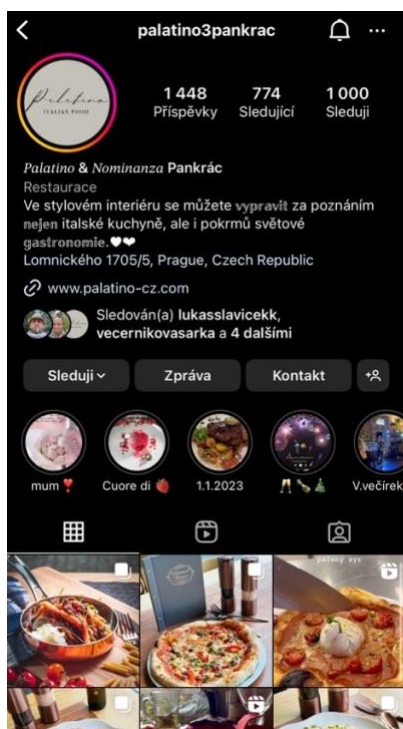 palatino3pankrac
Palatino
ITALIAN FOOD
1 448 774 1 000
Příspěvky Sledující Sleduji
Palatino & Nominanza Pankrác
Restaurace
Ve stylovém interiéru se můžete vypravit za poznáním
nejen italské kuchyně, ale i pokrmů světové
gastronomie.🖤❤
Lomnického 1705/5, Prague, Czech Republic
www.palatino-cz.com
Sledován(a) lukasslavicekk,
vecernikovasarka a 4 dalšími
Sleduji Zpráva Kontakt
mum❣️ Cuore di 🍓 1.1.2023 🥂🍾🎄 V.večírek
pečený sýr